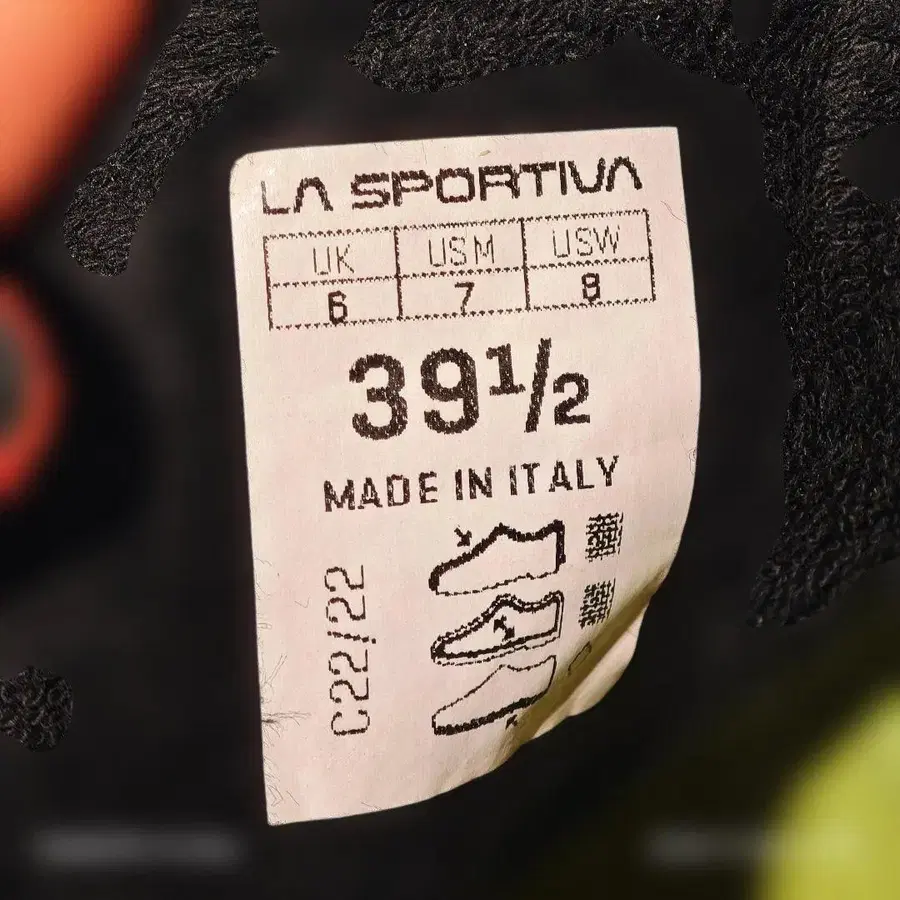 LA SPORTIVA
UK USM USW
6 7 8
39½
MADE IN ITALY
C22/22